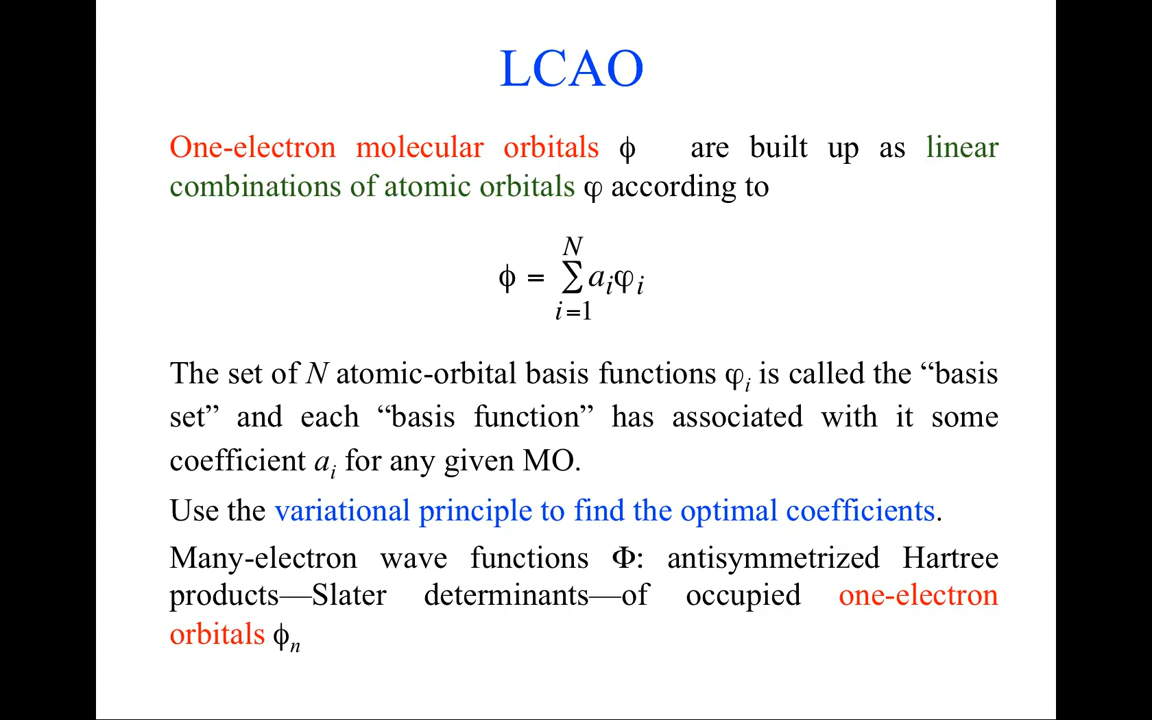 LCAO
One-electron molecular orbitals ϕ are built up as linear
combinations of atomic orbitals φ according to
N
ϕ = ∑ aᵢφᵢ
i=1
The set of N atomic-orbital basis functions φᵢ is called the “basis
set” and each “basis function” has associated with it some
coefficient aᵢ for any given MO.
Use the variational principle to find the optimal coefficients.
Many-electron wave functions Φ: antisymmetrized Hartree
products—Slater determinants—of occupied one-electron
orbitals ϕₙ